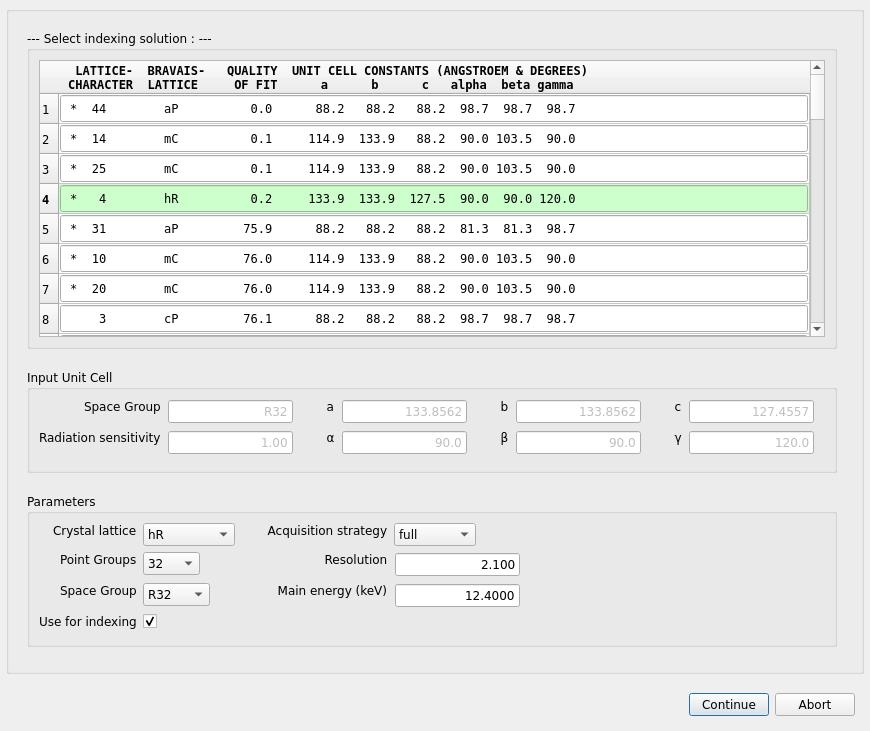 --- Select indexing solution : ---
LATTICE- BRAVAIS- QUALITY UNIT CELL CONSTANTS (ANGSTROEM & DEGREES)
CHARACTER LATTICE OF FIT a b c alpha beta gamma
1 * 44 aP 0.0 88.2 88.2 88.2 98.7 98.7 98.7
2 * 14 mC 0.1 114.9 133.9 88.2 90.0 103.5 90.0
3 * 25 mC 0.1 114.9 133.9 88.2 90.0 103.5 90.0
4 * 4 hR 0.2 133.9 133.9 127.5 90.0 90.0 120.0
5 * 31 aP 75.9 88.2 88.2 88.2 81.3 81.3 98.7
6 * 10 mC 76.0 114.9 133.9 88.2 90.0 103.5 90.0
7 * 20 mC 76.0 114.9 133.9 88.2 90.0 103.5 90.0
8 3 cP 76.1 88.2 88.2 88.2 98.7 98.7 98.7
Input Unit Cell
Space Group R32 a 133.8562 b 133.8562 c 127.4557
Radiation sensitivity 1.00 α 90.0 β 90.0 γ 120.0
Parameters
Crystal lattice hR Acquisition strategy full
Point Groups 32 Resolution 2.100
Space Group R32 Main energy (keV) 12.4000
Use for indexing
Continue Abort